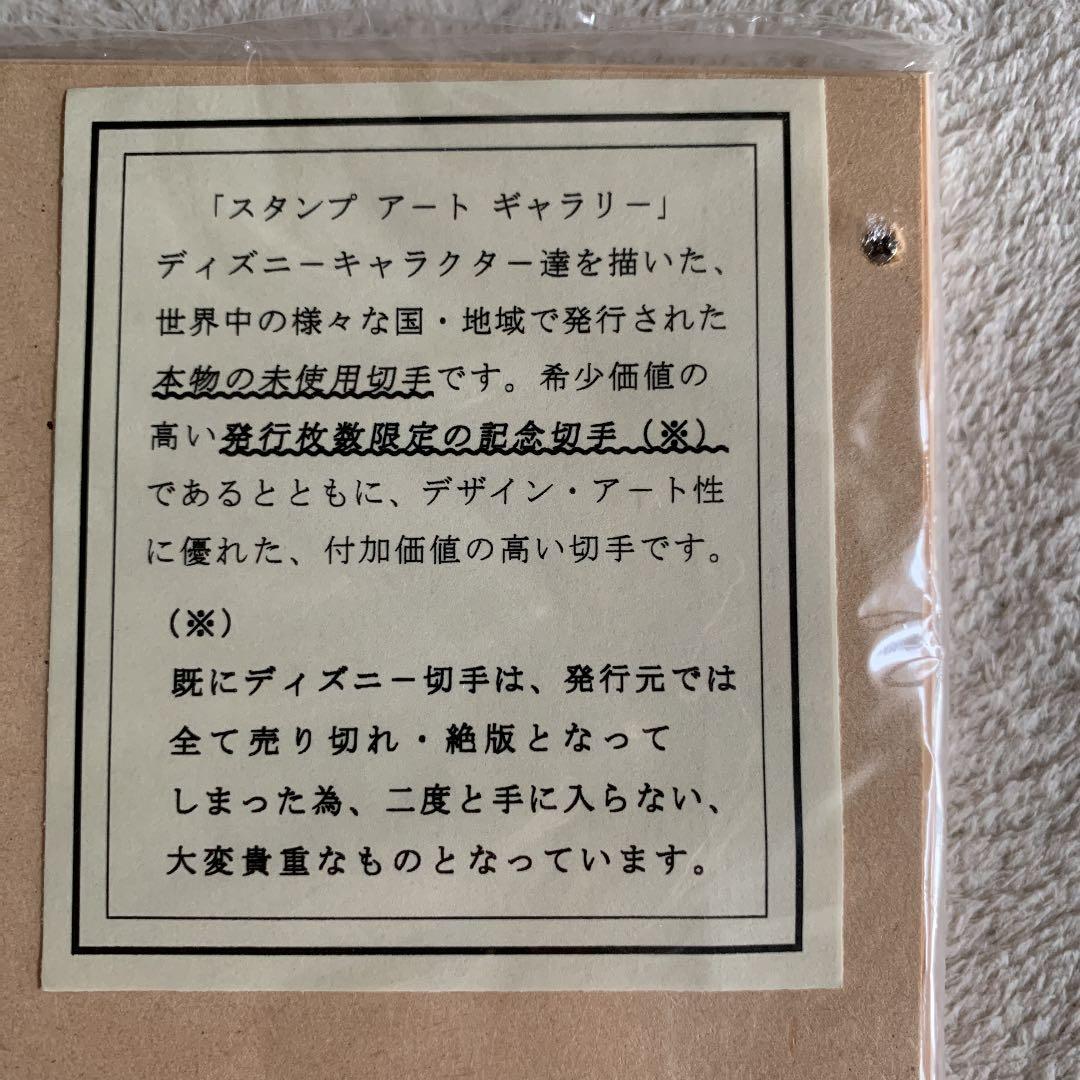 「スタンプ アート ギャラリー」
ディズニーキャラクター達を描いた、
世界中の様々な国・地域で発行された
本物の未使用切手です。希少価値の
高い発行枚数限定の記念切手（※）
であるとともに、デザイン・アート性
に優れた、付加価値の高い切手です。
（※）
既にディズニー切手は、発行元では
全て売り切れ・絶版となって
しまった為、二度と手に入らない、
大変貴重なものとなっています。